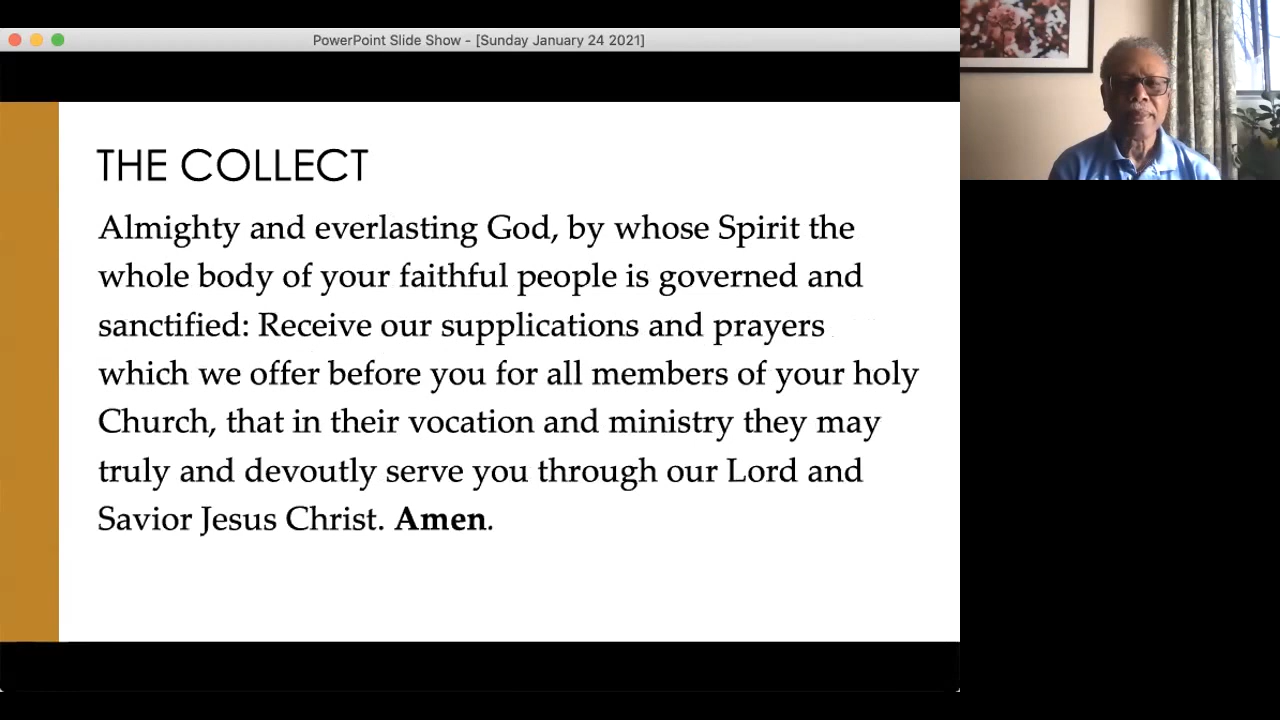 PowerPoint Slide Show - [Sunday January 24 2021]
THE COLLECT
Almighty and everlasting God, by whose Spirit the
whole body of your faithful people is governed and
sanctified: Receive our supplications and prayers
which we offer before you for all members of your holy
Church, that in their vocation and ministry they may
truly and devoutly serve you through our Lord and
Savior Jesus Christ. Amen.